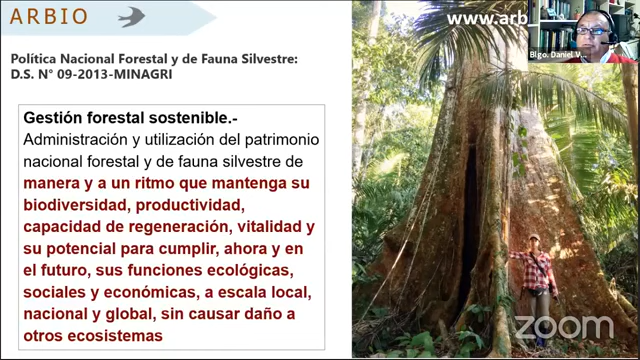 ARBIO
www.arb
Blgo. Daniel V...
Política Nacional Forestal y de Fauna Silvestre:
D.S. N° 09-2013-MINAGRI
Gestión forestal sostenible.-
Administración y utilización del patrimonio
nacional forestal y de fauna silvestre de
manera y a un ritmo que mantenga su
biodiversidad, productividad,
capacidad de regeneración, vitalidad y
su potencial para cumplir, ahora y en
el futuro, sus funciones ecológicas,
sociales y económicas, a escala local,
nacional y global, sin causar daño a
otros ecosistemas
zoom